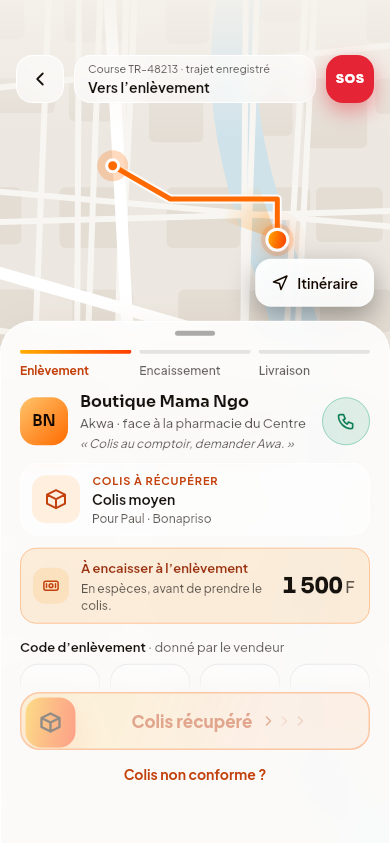 Course TR-48213 · trajet enregistré
Vers l’enlèvement
SOS
Itinéraire
Enlèvement Encaissement Livraison
BN
Boutique Mama Ngo
Akwa · face à la pharmacie du Centre
« Colis au comptoir, demander Awa. »
COLIS À RÉCUPÉRER
Colis moyen
Pour Paul · Bonapriso
À encaisser à l’enlèvement
En espèces, avant de prendre le
colis.
1 500 F
Code d’enlèvement · donné par le vendeur
Colis récupéré
Colis non conforme ?